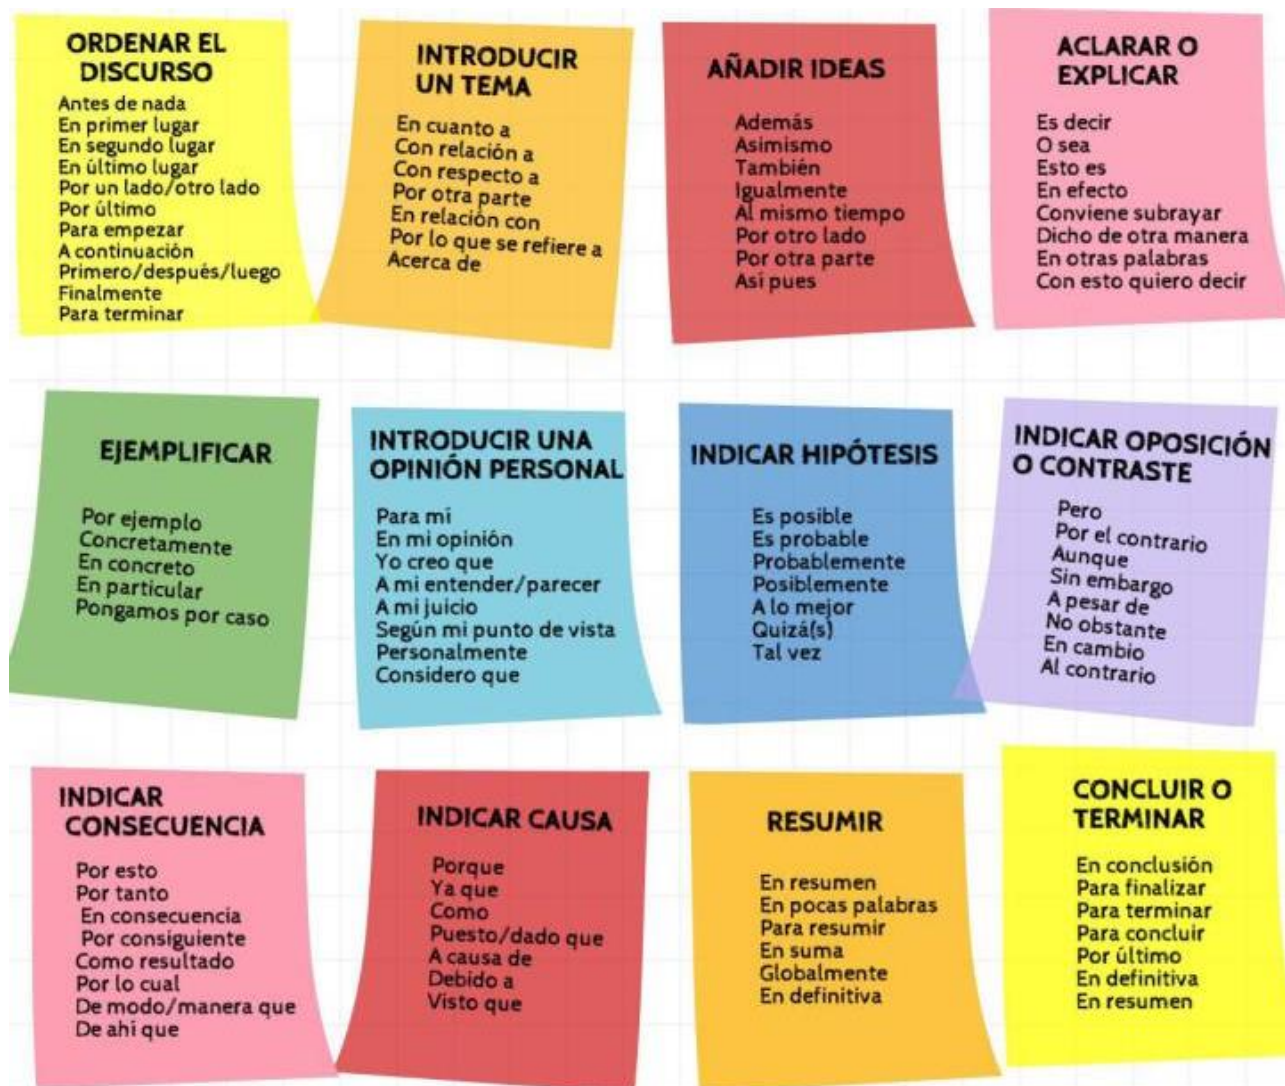 ORDENAR EL
DISCURSO
Antes de nada
En primer lugar
En segundo lugar
En último lugar
Por un lado/otro lado
Por último
Para empezar
A continuación
Primero/después/luego
Finalmente
Para terminar
INTRODUCIR
UN TEMA
En cuanto a
Con relación a
Con respecto a
Por otra parte
En relación con
Por lo que se refiere a
Acerca de
AÑADIR IDEAS
Además
Asimismo
También
Igualmente
Al mismo tiempo
Por otro lado
Por otra parte
Así pues
ACLARAR O
EXPLICAR
Es decir
O sea
Esto es
En efecto
Conviene subrayar
Dicho de otra manera
En otras palabras
Con esto quiero decir
EJEMPLIFICAR
Por ejemplo
Concretamente
En concreto
En particular
Pongamos por caso
INTRODUCIR UNA
OPINIÓN PERSONAL
Para mí
En mi opinión
Yo creo que
A mi entender/parecer
A mi juicio
Según mi punto de vista
Personalmente
Considero que
INDICAR HIPÓTESIS
Es posible
Es probable
Probablemente
Posiblemente
A lo mejor
Quizá(s)
Tal vez
INDICAR OPOSICIÓN
O CONTRASTE
Pero
Por el contrario
Aunque
Sin embargo
A pesar de
No obstante
En cambio
Al contrario
INDICAR
CONSECUENCIA
Por esto
Por tanto
En consecuencia
Por consiguiente
Como resultado
Por lo cual
De modo/manera que
De ahí que
INDICAR CAUSA
Porque
Ya que
Como
Puesto/dado que
A causa de
Debido a
Visto que
RESUMIR
En resumen
En pocas palabras
Para resumir
En suma
Globalmente
En definitiva
CONCLUIR O
TERMINAR
En conclusión
Para finalizar
Para terminar
Para concluir
Por último
En definitiva
En resumen